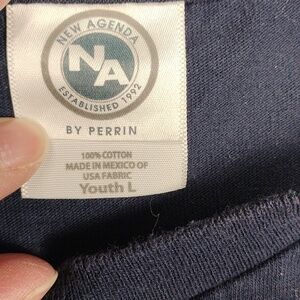 NEW AGENDA
NA
ESTABLISHED 1992
BY PERRIN
100% COTTON
MADE IN MEXICO OF
USA FABRIC
Youth L